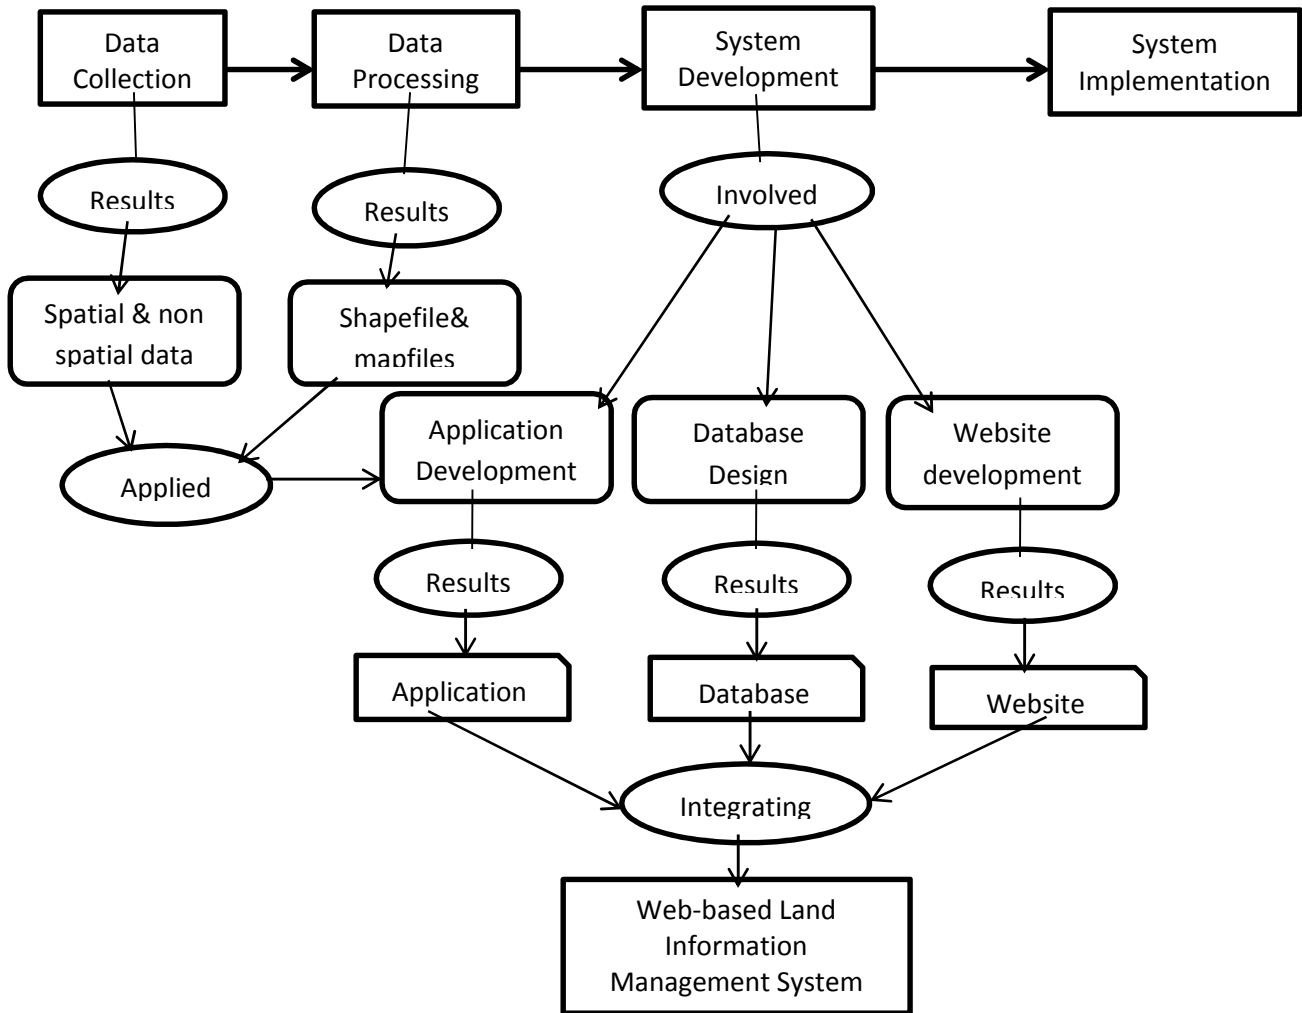 Data
Collection
Data
Processing
System
Development
System
Implementation
Results
Results
Involved
Spatial & non
spatial data
Shapefile&
mapfiles
Applied
Application
Development
Database
Design
Website
development
Results
Results
Results
Application
Database
Website
Integrating
Web-based Land
Information
Management System